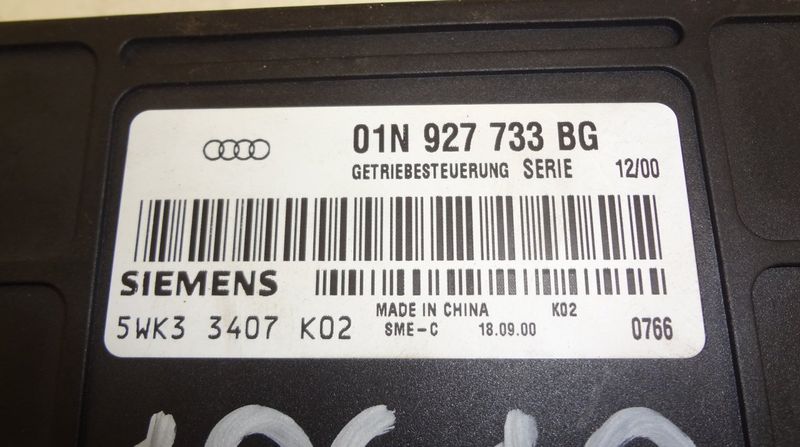 01N 927 733 BG
GETRIEBESTEUERUNG SERIE 12/00
SIEMENS
MADE IN CHINA K02
5WK3 3407 K02 SME-C 18.09.00 0766